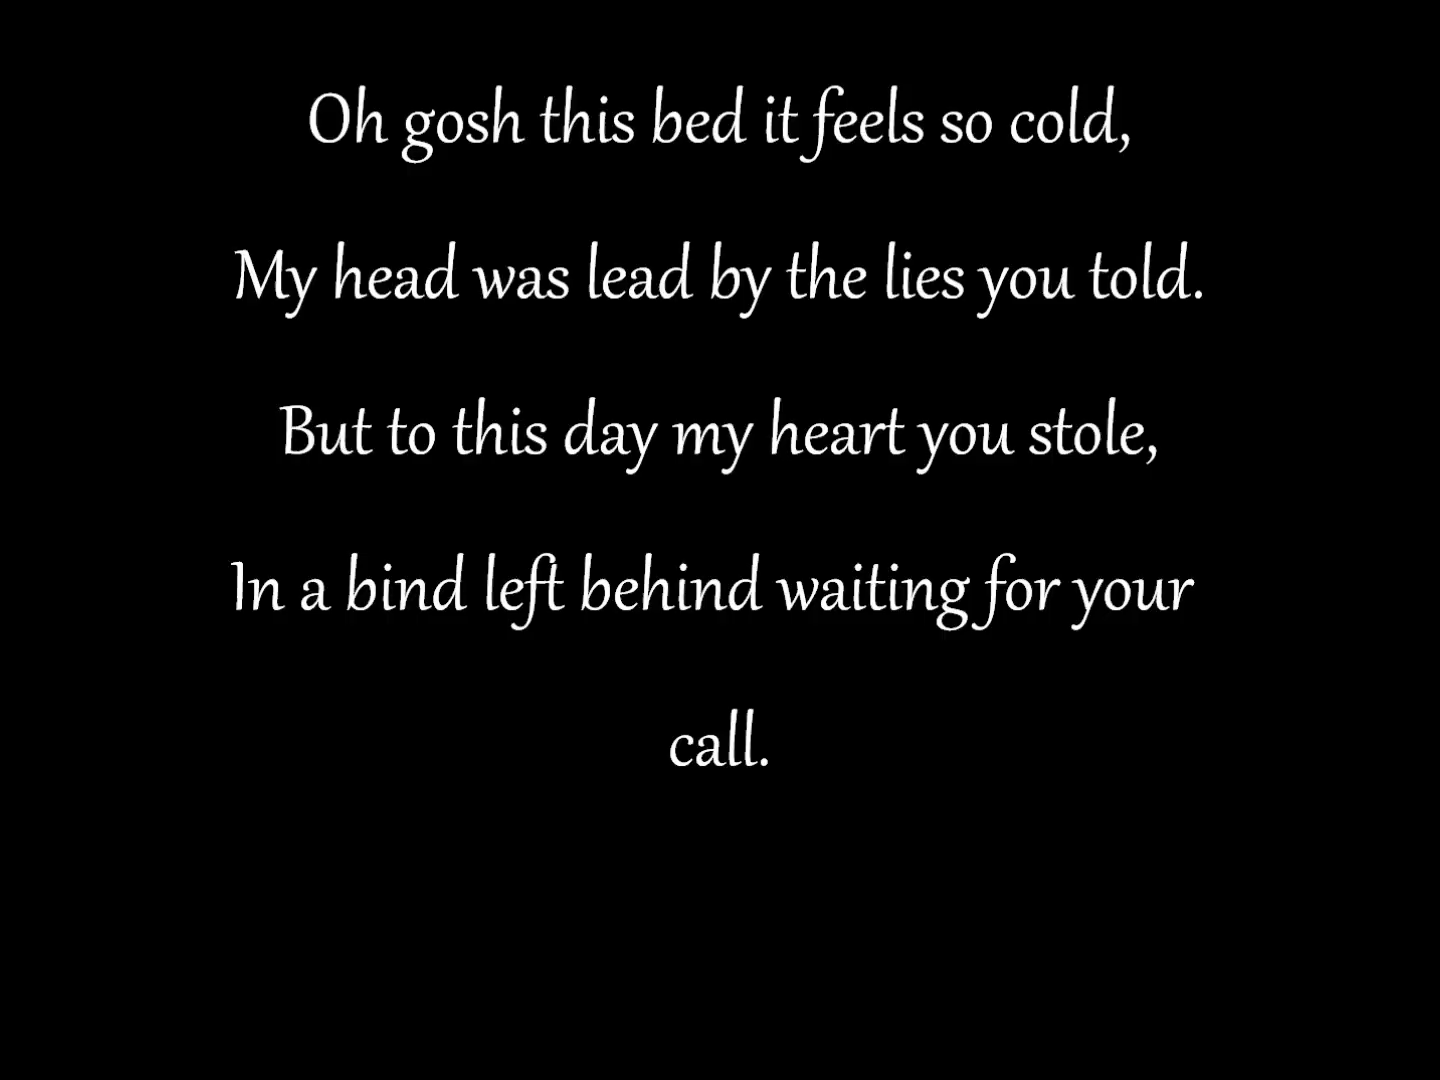 Oh gosh this bed it feels so cold,
My head was lead by the lies you told.
But to this day my heart you stole,
In a bind left behind waiting for your
call.